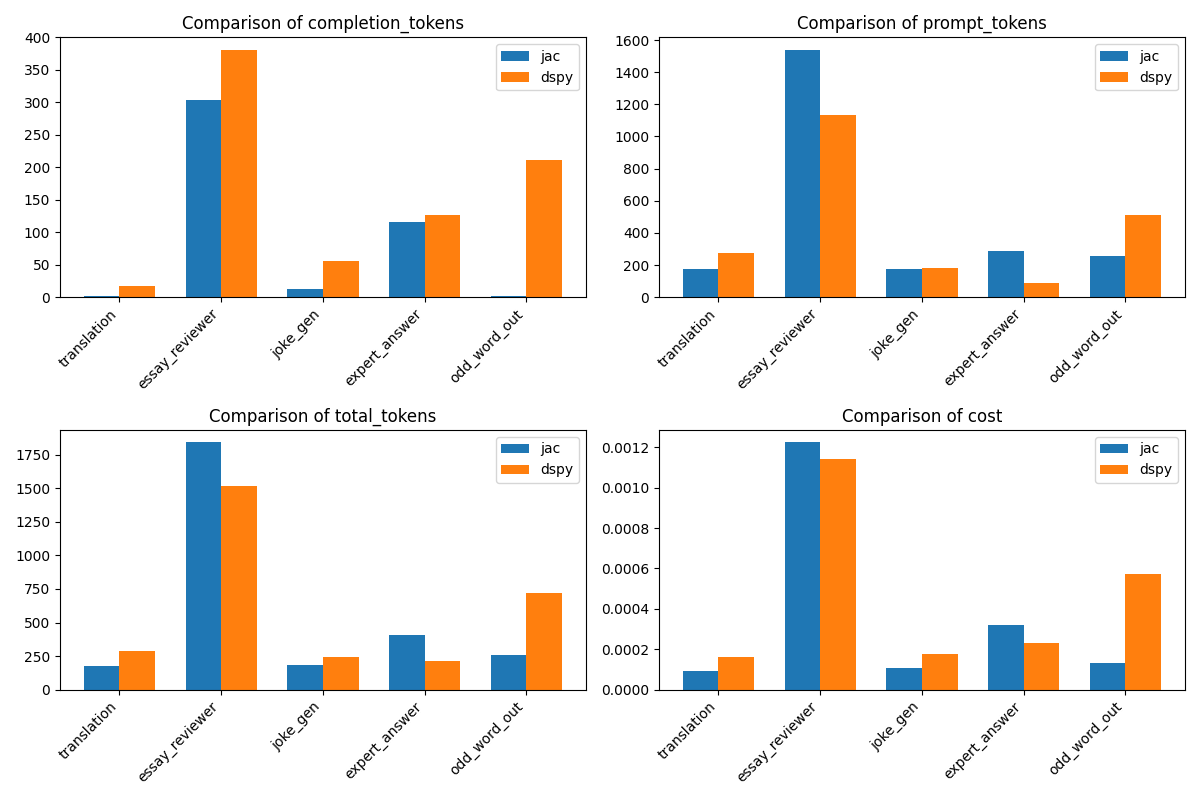 Comparison of completion_tokens
400
350
300
250
200
150
100
50
0
jac
dspy
translation
essay_reviewer
joke_gen
expert_answer
odd_word_out
Comparison of prompt_tokens
1600
1400
1200
1000
800
600
400
200
0
jac
dspy
translation
essay_reviewer
joke_gen
expert_answer
odd_word_out
Comparison of total_tokens
1750
1500
1250
1000
750
500
250
0
jac
dspy
translation
essay_reviewer
joke_gen
expert_answer
odd_word_out
Comparison of cost
0.0012
0.0010
0.0008
0.0006
0.0004
0.0002
0.0000
jac
dspy
translation
essay_reviewer
joke_gen
expert_answer
odd_word_out